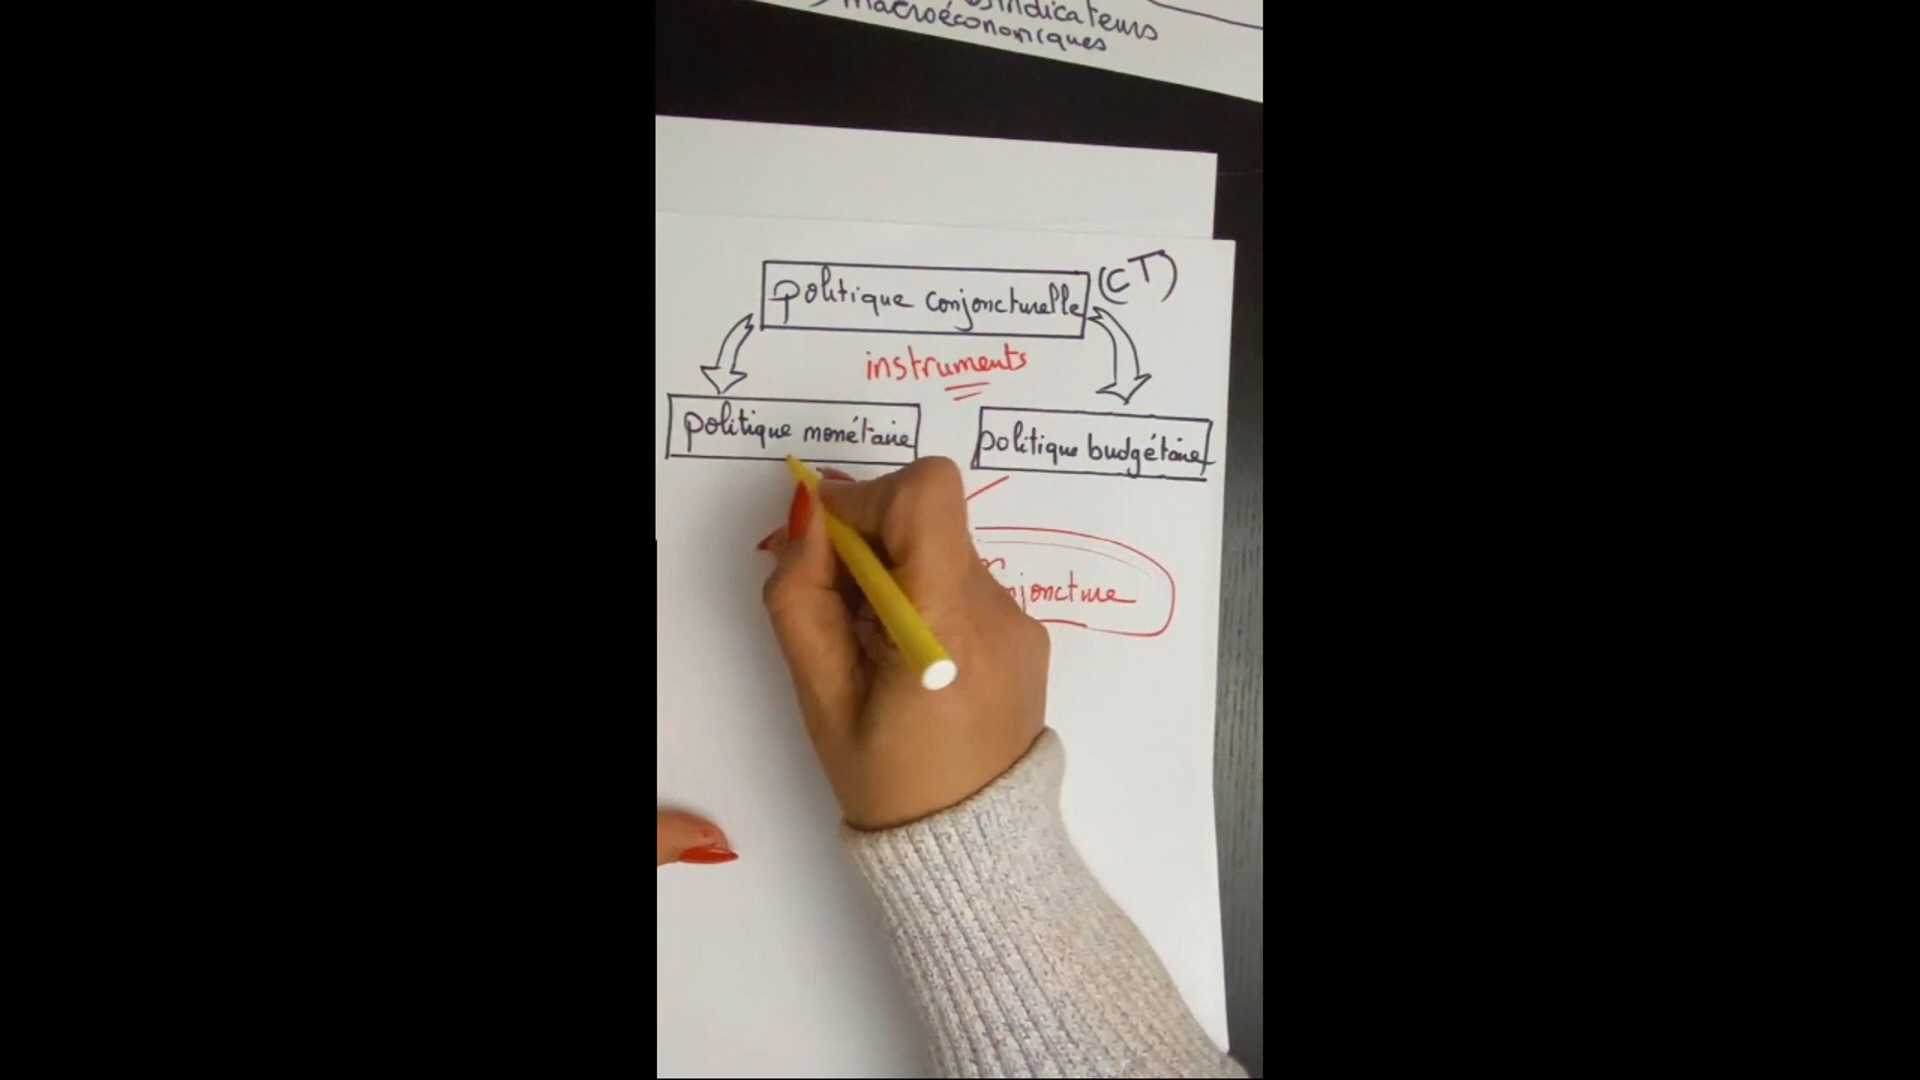 indicateurs
macroéconomiques
politique conjoncturelle (CT)
instruments
politique monétaire
politique budgétaire